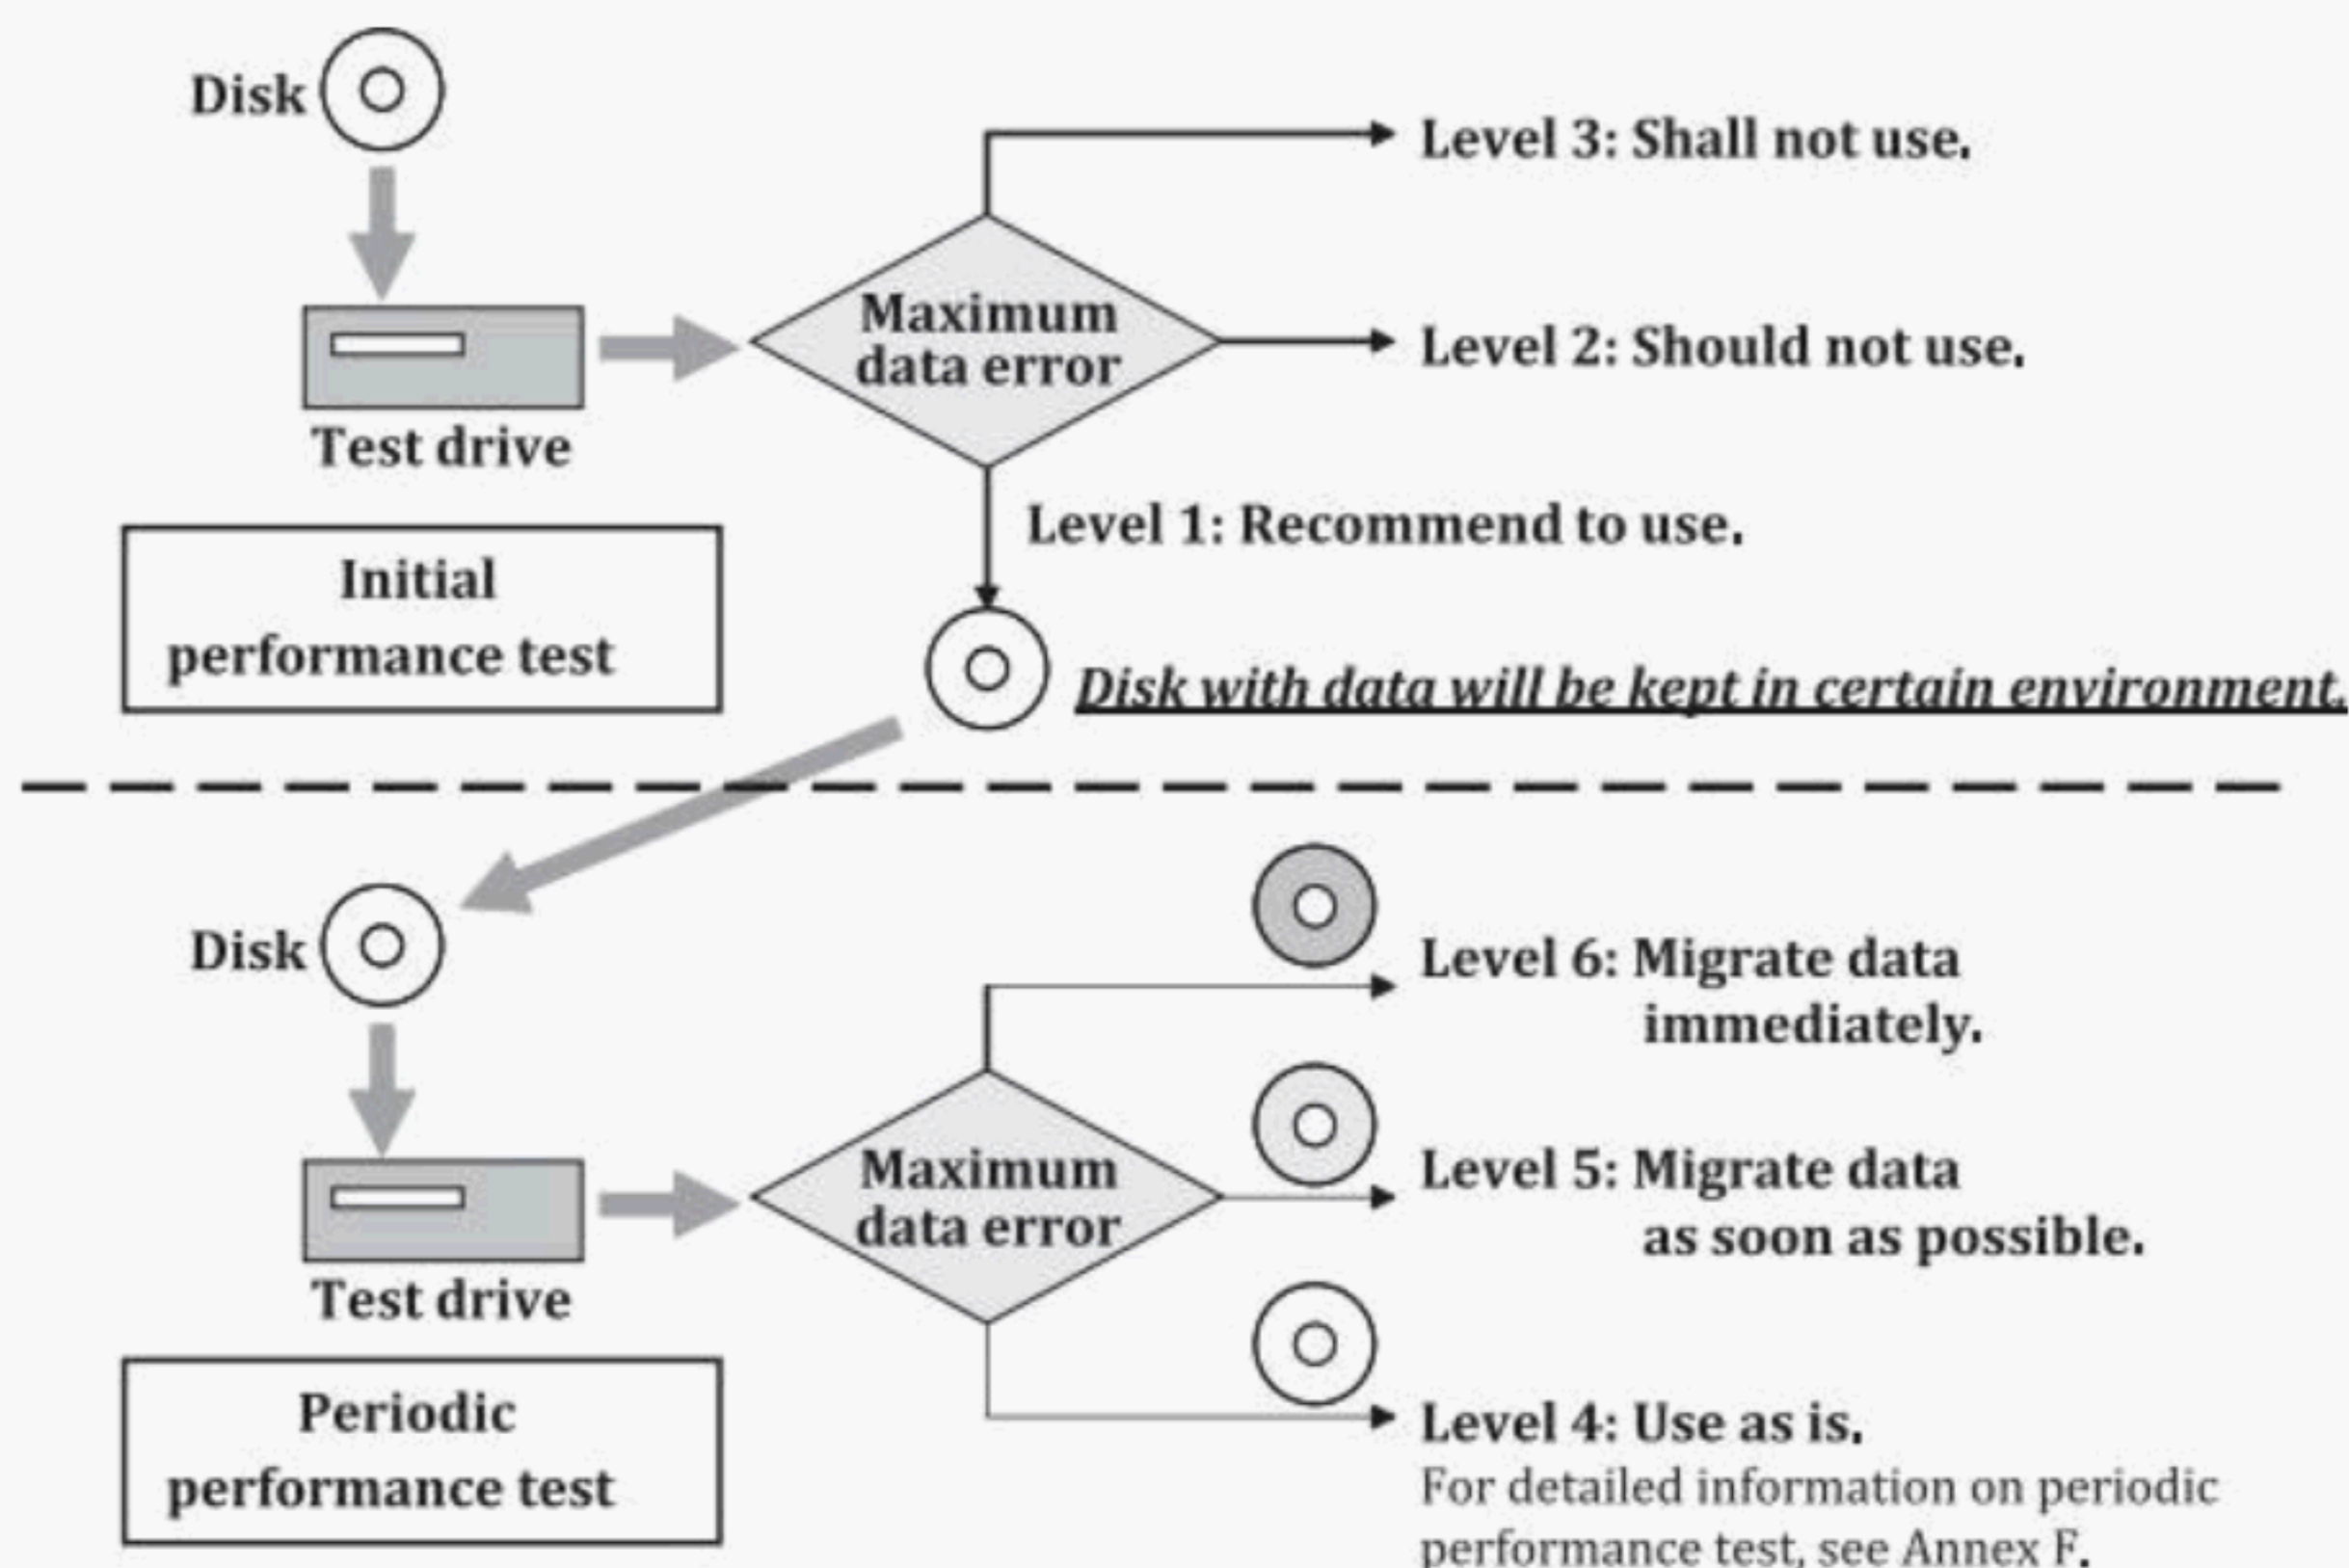 Disk
Level 3: Shall not use.
Maximum
data error
Level 2: Should not use.
Test drive
Level 1: Recommend to use.
Initial
performance test
Disk with data will be kept in certain environment.
Disk
Level 6: Migrate data
immediately.
Maximum
data error
Level 5: Migrate data
as soon as possible.
Test drive
Periodic
performance test
Level 4: Use as is.
For detailed information on periodic
performance test, see Annex F.